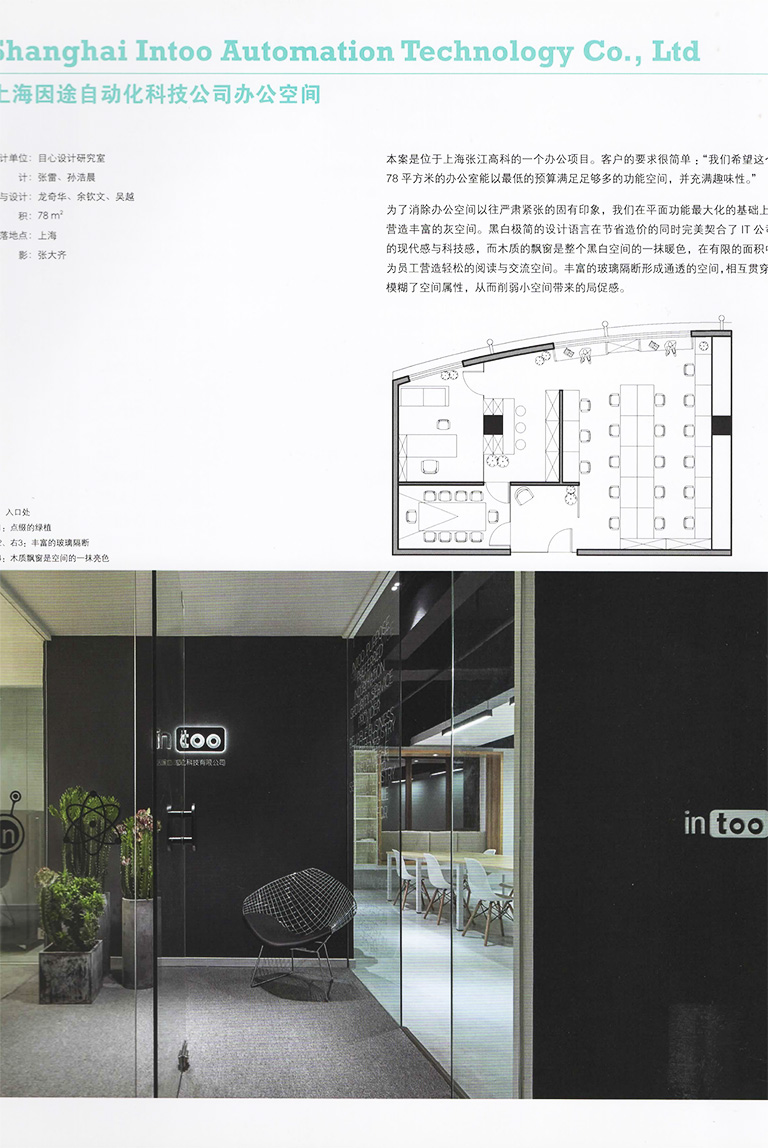 Shanghai Intoo Automation Technology Co., Ltd
上海因途自动化科技公司办公空间
计单位：目心设计研究室
计：张雷、孙浩晨
与设计：龙奇华、余钦文、吴越
积：78 m²
落地点：上海
影：张大齐
本案是位于上海张江高科的一个办公项目。客户的要求很简单：“我们希望这个
78 平方米的办公室能以最低的预算满足足够多的功能空间，并充满趣味性。”
为了消除办公空间以往严肃紧张的固有印象，我们在平面功能最大化的基础上
营造丰富的灰空间。黑白极简的设计语言在节省造价的同时完美契合了 IT 公司
的现代感与科技感，而木质的飘窗是整个黑白空间的一抹暖色，在有限的面积中
为员工营造轻松的阅读与交流空间。丰富的玻璃隔断形成通透的空间，相互贯穿
模糊了空间属性，从而削弱小空间带来的局促感。
入口处
：点缀的绿植
、右3：丰富的玻璃隔断
：木质飘窗是空间的一抹亮色
in too
化科技有限公司
in
in too